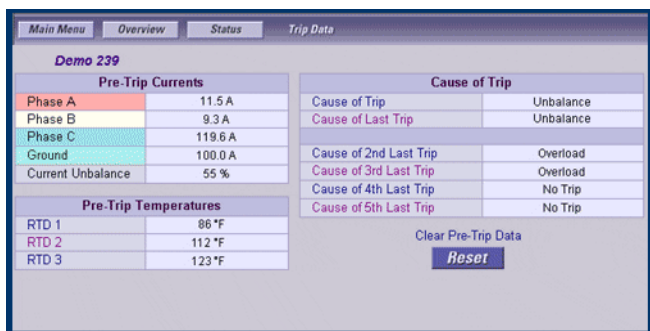 Main Menu Overview Status Trip Data
Demo 239
Pre-Trip Currents
Phase A 11.5 A
Phase B 9.3 A
Phase C 119.6 A
Ground 100.0 A
Current Unbalance 55 %
Pre-Trip Temperatures
RTD 1 86 °F
RTD 2 112 °F
RTD 3 123 °F
Cause of Trip
Cause of Trip Unbalance
Cause of Last Trip Unbalance
Cause of 2nd Last Trip Overload
Cause of 3rd Last Trip Overload
Cause of 4th Last Trip No Trip
Cause of 5th Last Trip No Trip
Clear Pre-Trip Data
Reset